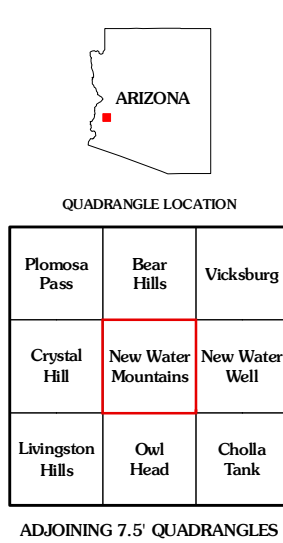 ARIZONA
QUADRANGLE LOCATION
Plomosa
Pass
Bear
Hills
Vicksburg
Crystal
Hill
New Water
Mountains
New Water
Well
Livingston
Hills
Owl
Head
Cholla
Tank
ADJOINING 7.5' QUADRANGLES